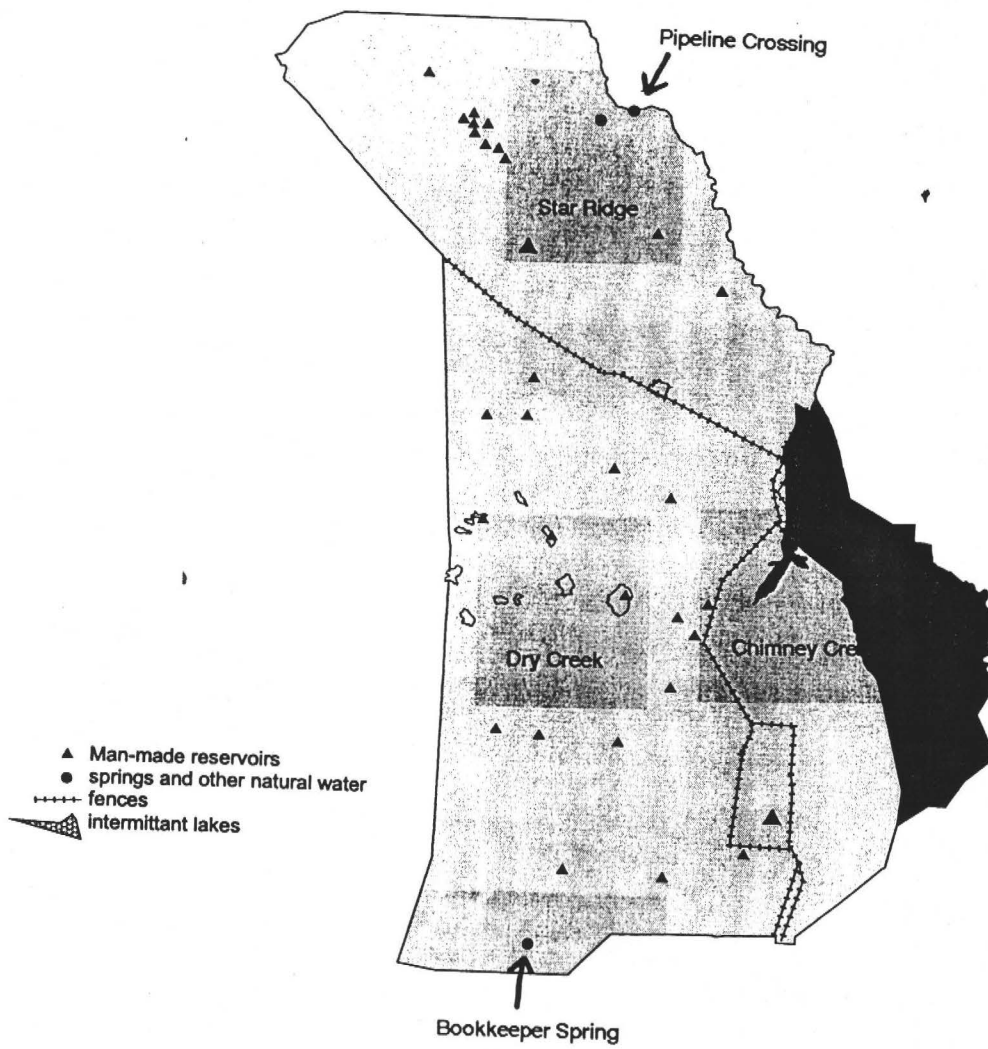 Pipeline Crossing
Star Ridge
Dry Creek
Chimney Cre
Man-made reservoirs
springs and other natural water
fences
intermittant lakes
Bookkeeper Spring